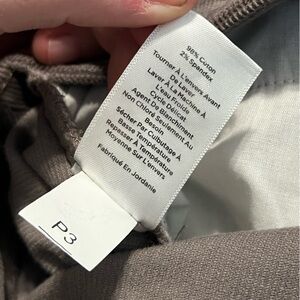 98% Coton
2% Spandex
Tourner À L'envers Avant
De Laver
Laver À La Machine À
L'eau Froide
Cycle Délicat
Agent De Blanchiment
Non Chloré Seulement Au
Besoin
Sécher Par Culbutage À
Basse Température
Repasser À Température
Moyenne Sur L'envers
Fabriqué En Jordanie
P3